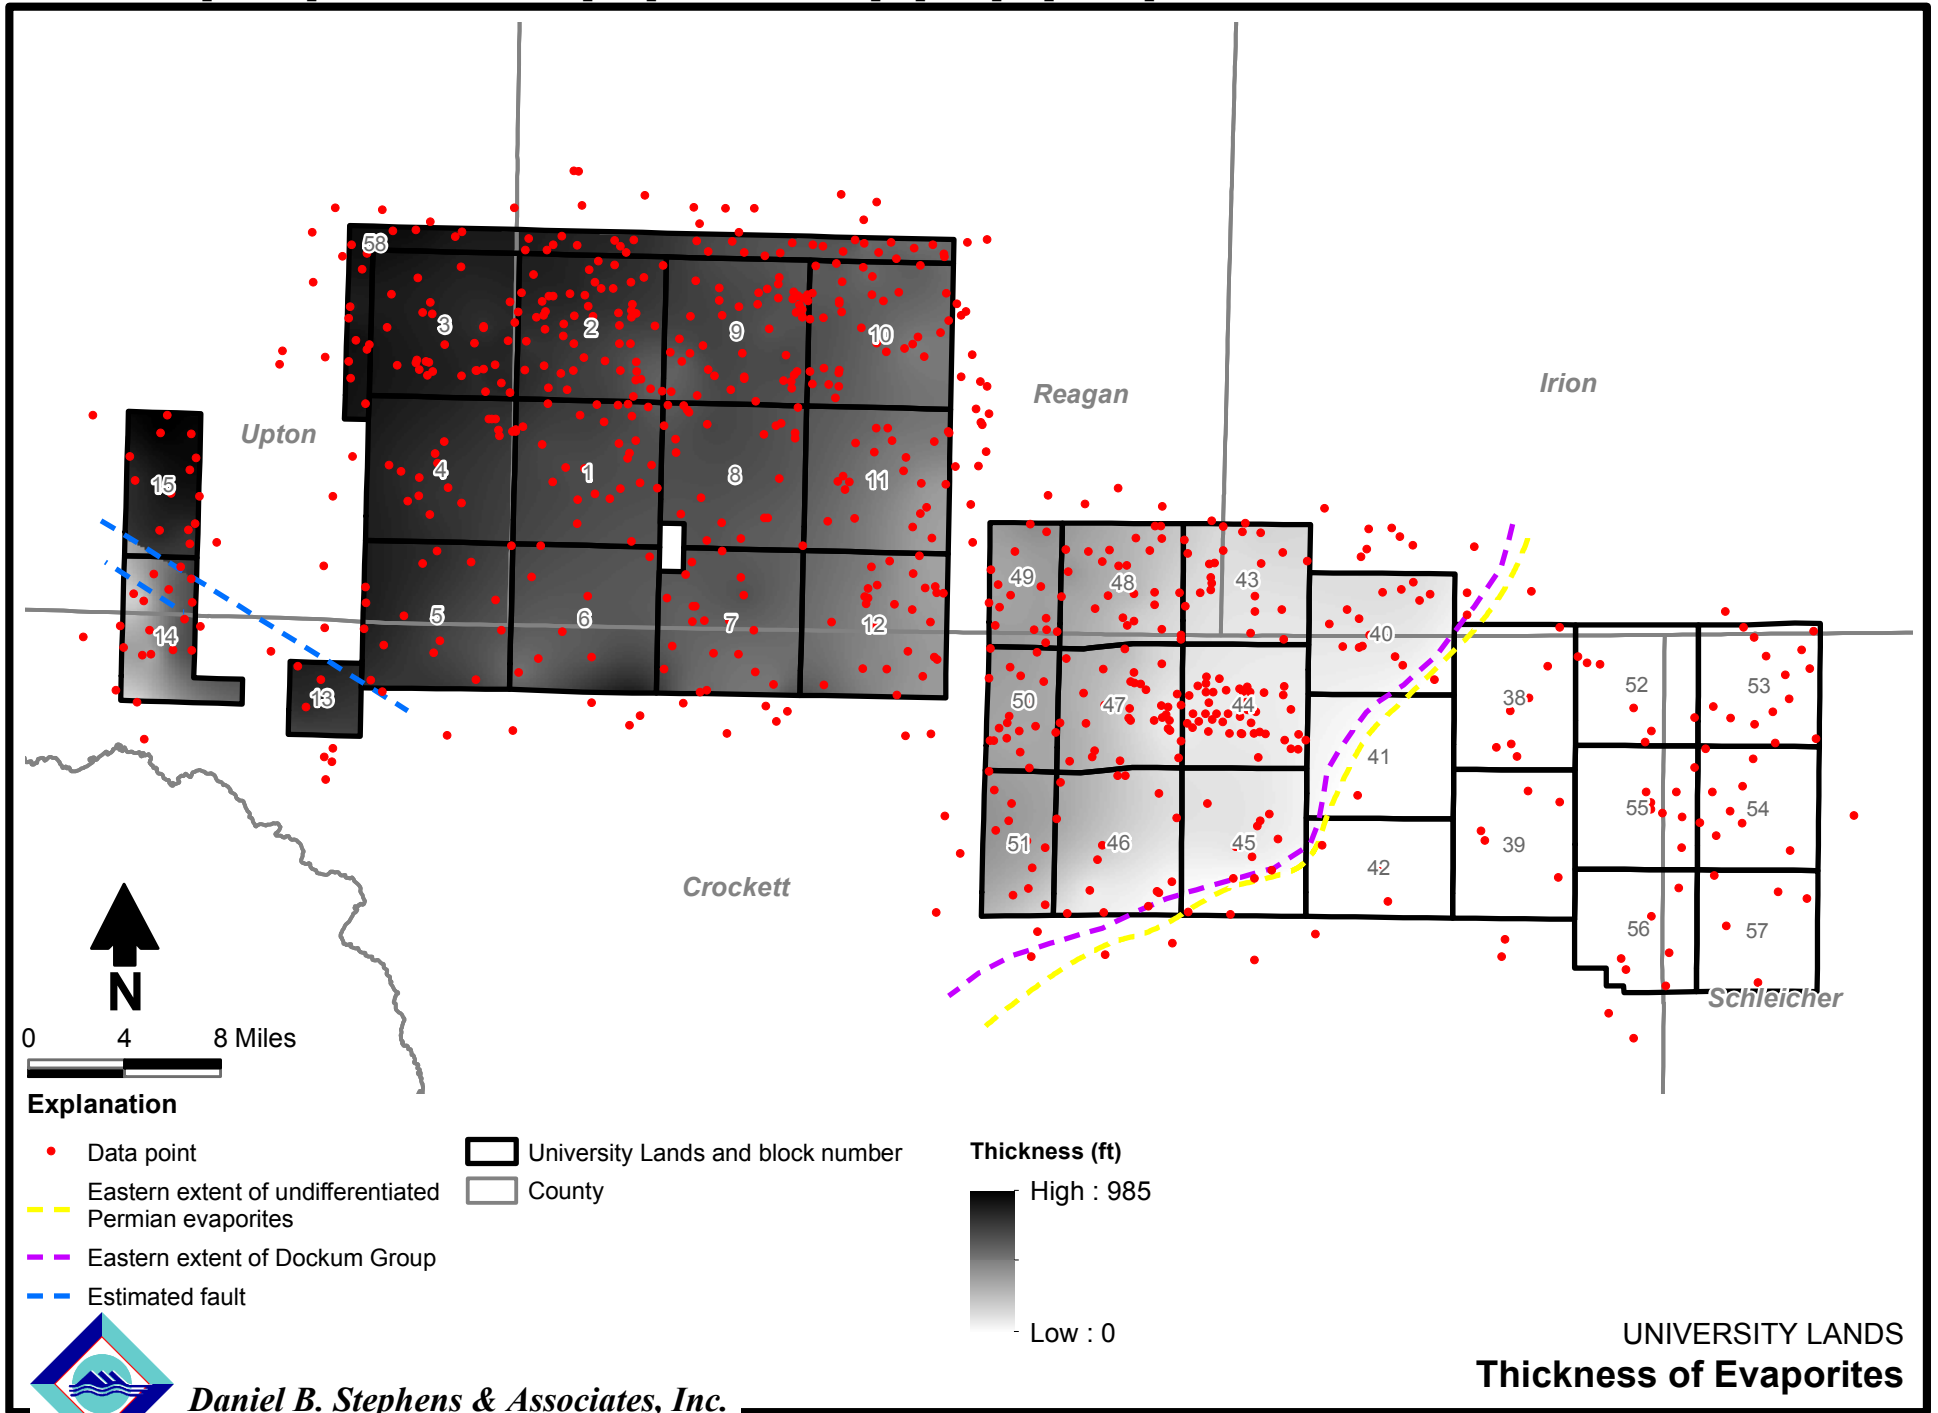 58
3
2
9
10
Upton
Reagan
Irion
15
4
1
8
11
49
48
43
14
5
6
7
12
40
13
50
47
44
41
38
52
53
51
46
45
42
39
55
54
56
57
Crockett
Schleicher
N
0 4 8 Miles
Explanation
Data point
Eastern extent of undifferentiated
Permian evaporites
Eastern extent of Dockum Group
Estimated fault
University Lands and block number
County
Thickness (ft)
High : 985
Low : 0
UNIVERSITY LANDS
Thickness of Evaporites
Daniel B. Stephens & Associates, Inc.